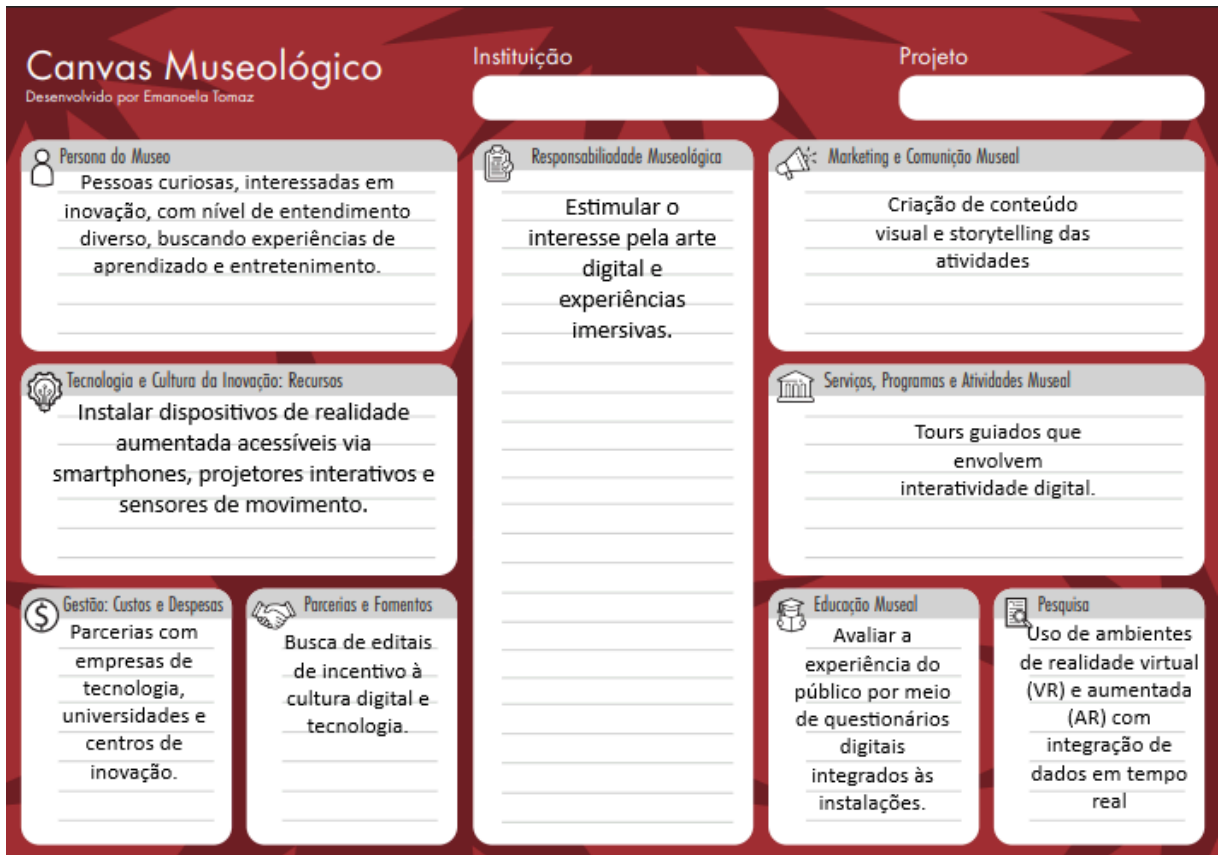 Canvas Museológico
Desenvolvido por Emanoela Tomaz
Instituição
Projeto
Persona do Museo
Pessoas curiosas, interessadas em
inovação, com nível de entendimento
diverso, buscando experiências de
aprendizado e entretenimento.
Responsabiliodade Museológica
Estimular o
interesse pela arte
digital e
experiências
imersivas.
Marketing e Comunição Museal
Criação de conteúdo
visual e storytelling das
atividades
Tecnologia e Cultura da Inovação: Recursos
Instalar dispositivos de realidade
aumentada acessíveis via
smartphones, projetores interativos e
sensores de movimento.
Serviços, Programas e Atividades Museal
Tours guiados que
envolvem
interatividade digital.
Gestão: Custos e Despesas
Parcerias com
empresas de
tecnologia,
universidades e
centros de
inovação.
Parcerias e Fomentos
Busca de editais
de incentivo à
cultura digital e
tecnologia.
Educação Museal
Avaliar a
experiência do
público por meio
de questionários
digitais
integrados às
instalações.
Pesquisa
Uso de ambientes
de realidade virtual
(VR) e aumentada
(AR) com
integração de
dados em tempo
real